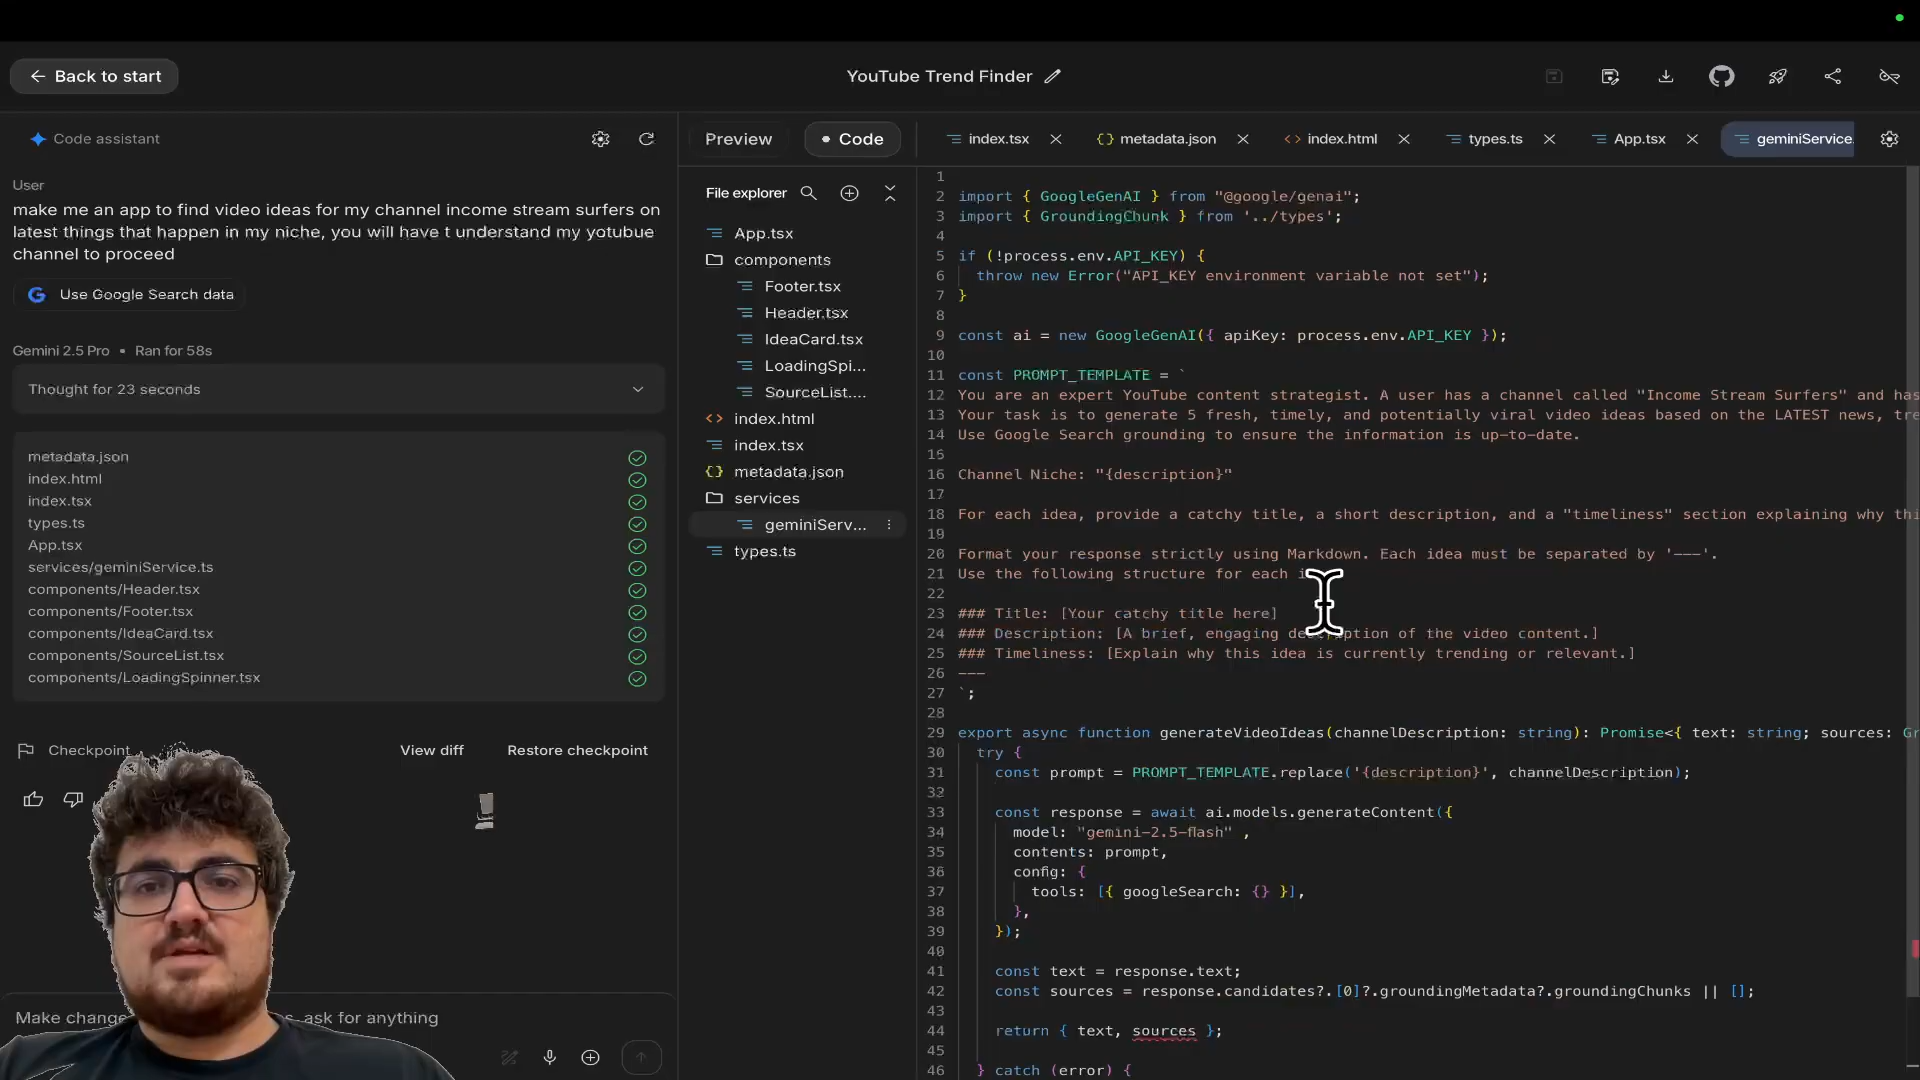 Back to start
YouTube Trend Finder
Code assistant
User
make me an app to find video ideas for my channel income stream surfers on
latest things that happen in my niche, you will have t understand my yotubue
channel to proceed
Use Google Search data
Gemini 2.5 Pro • Ran for 58s
Thought for 23 seconds
metadata.json
index.html
index.tsx
types.ts
App.tsx
services/geminiService.ts
components/Header.tsx
components/Footer.tsx
components/IdeaCard.tsx
components/SourceList.tsx
components/LoadingSpinner.tsx
Checkpoint
View diff
Restore checkpoint
Make change
s, ask for anything
Preview
Code
index.tsx
metadata.json
index.html
types.ts
App.tsx
geminiService.
File explorer
App.tsx
components
Footer.tsx
Header.tsx
IdeaCard.tsx
LoadingSpi...
SourceList....
index.html
index.tsx
metadata.json
services
geminiServ...
types.ts
1
2 import { GoogleGenAI } from "@google/genai";
3 import { GroundingChunk } from '../types';
4
5 if (!process.env.API_KEY) {
6 throw new Error("API_KEY environment variable not set");
7 }
8
9 const ai = new GoogleGenAI({ apiKey: process.env.API_KEY });
10
11 const PROMPT_TEMPLATE = `
12 You are an expert YouTube content strategist. A user has a channel called "Income Stream Surfers" and has
13 Your task is to generate 5 fresh, timely, and potentially viral video ideas based on the LATEST news, tre
14 Use Google Search grounding to ensure the information is up-to-date.
15
16 Channel Niche: "{description}"
17
18 For each idea, provide a catchy title, a short description, and a "timeliness" section explaining why thi
19
20 Format your response strictly using Markdown. Each idea must be separated by '---'.
21 Use the following structure for each i
22
23 ### Title: [Your catchy title here]
24 ### Description: [A brief, engaging description of the video content.]
25 ### Timeliness: [Explain why this idea is currently trending or relevant.]
26 ---
27 `;
28
29 export async function generateVideoIdeas(channelDescription: string): Promise<{ text: string; sources: Gr
30 try {
31 const prompt = PROMPT_TEMPLATE.replace('{description}', channelDescription);
32
33 const response = await ai.models.generateContent({
34 model: "gemini-2.5-flash" ,
35 contents: prompt,
36 config: {
37 tools: [{ googleSearch: {} }],
38 },
39 });
40
41 const text = response.text;
42 const sources = response.candidates?.[0]?.groundingMetadata?.groundingChunks || [];
43
44 return { text, sources };
45
46 } catch (error) {